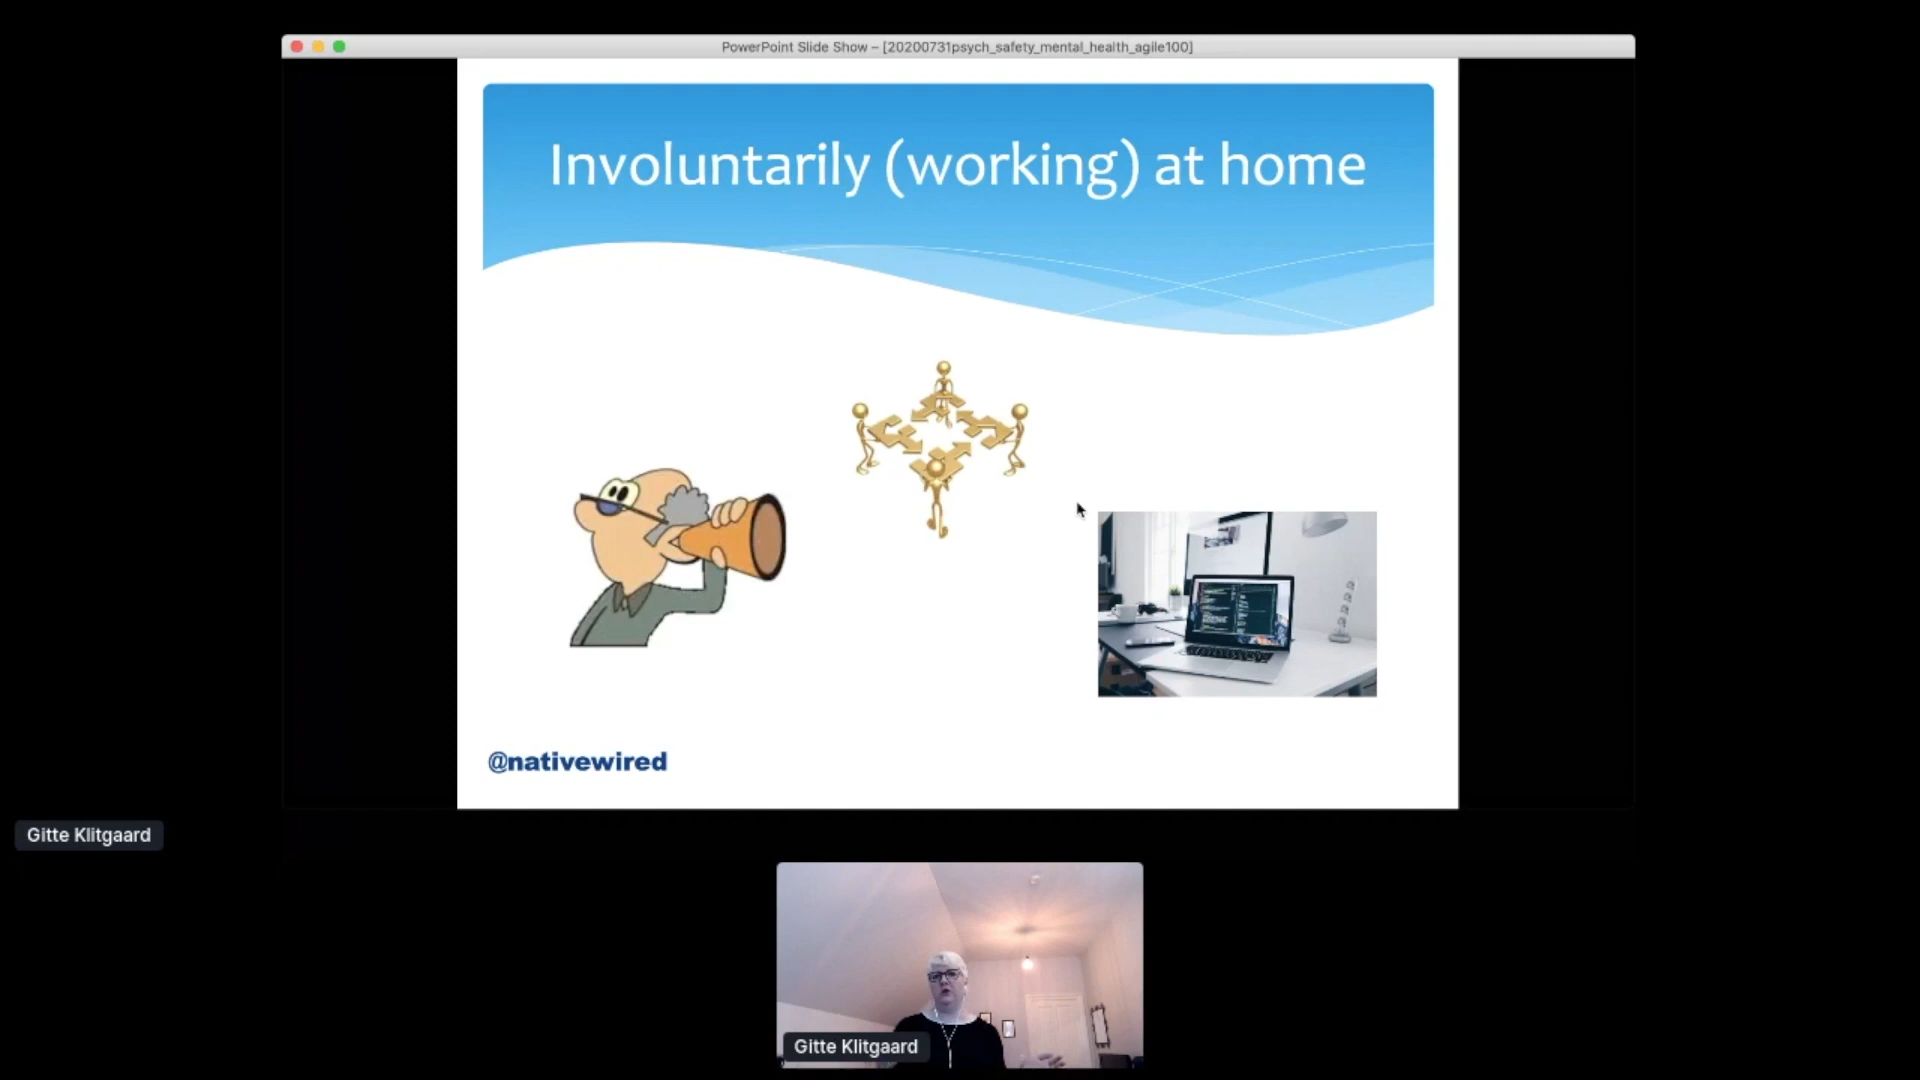 PowerPoint Slide Show – [20200731psych_safety_mental_health_agile100]
Involuntarily (working) at home
@nativewired
Gitte Klitgaard
Gitte Klitgaard